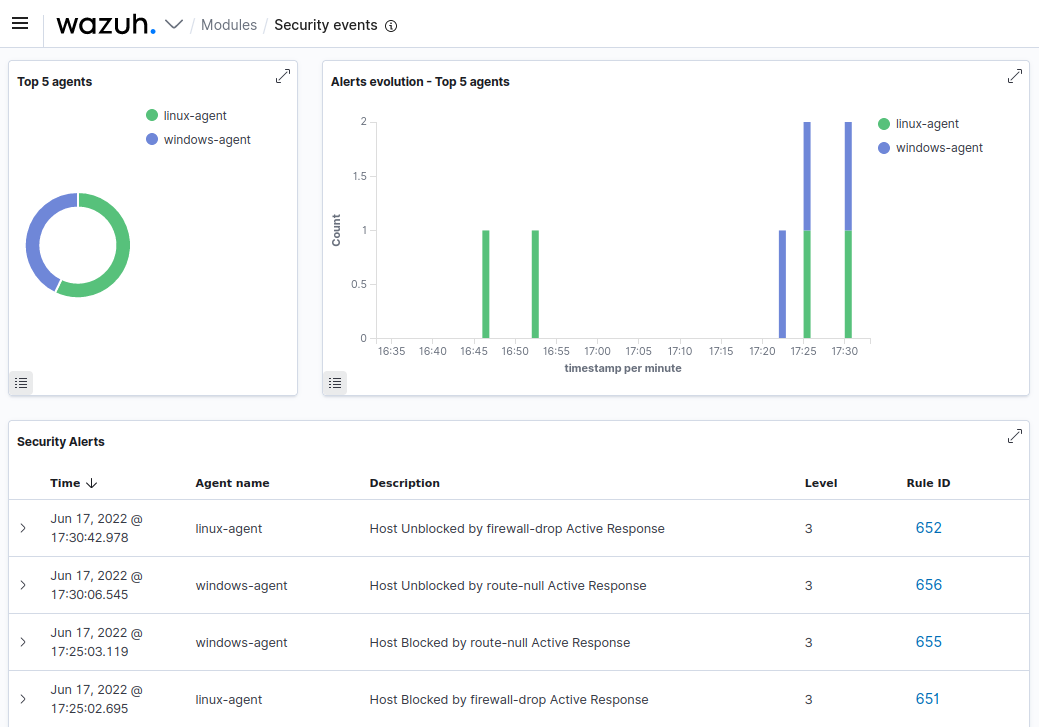 wazuh. / Modules / Security events
Top 5 agents
linux-agent
windows-agent
Alerts evolution - Top 5 agents
2
1.5
1
0.5
0
Count
16:35 16:40 16:45 16:50 16:55 17:00 17:05 17:10 17:15 17:20 17:25 17:30
timestamp per minute
linux-agent
windows-agent
Security Alerts
Time Agent name Description Level Rule ID
Jun 17, 2022 @
17:30:42.978
linux-agent
Host Unblocked by firewall-drop Active Response
3
652
Jun 17, 2022 @
17:30:06.545
windows-agent
Host Unblocked by route-null Active Response
3
656
Jun 17, 2022 @
17:25:03.119
windows-agent
Host Blocked by route-null Active Response
3
655
Jun 17, 2022 @
17:25:02.695
linux-agent
Host Blocked by firewall-drop Active Response
3
651